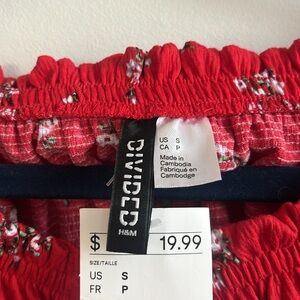 DIVIDED
H&M
US S
CA P
Made in
Cambodia
Fabriqué en
Cambodge
$ 19.99
SIZE/TAILLE
US S
FR P